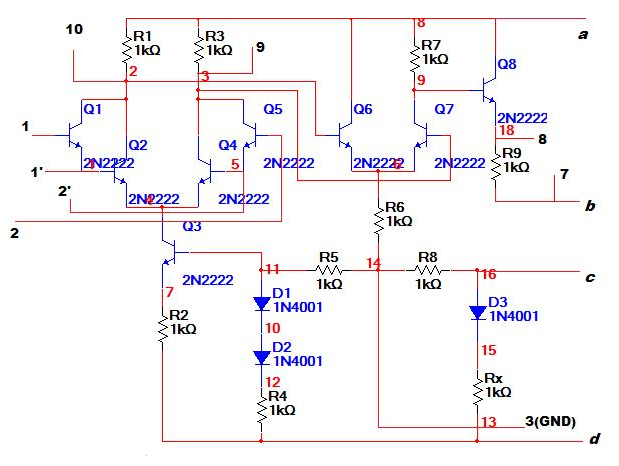 8
a
10
R1
1kΩ
R3
1kΩ
9
R7
1kΩ
2
3
9
Q8
Q1
Q5
Q6
Q7
2N2222
18
8
1
Q2
Q4
R9
1kΩ
1
2N2222
5
2N2222
2N2222
6
2N2222
1'
7
2'
2N2222
4
2N2222
R6
1kΩ
b
2
Q3
R5
1kΩ
14
R8
1kΩ
11
16
c
2N2222
7
D1
1N4001
D3
1N4001
R2
1kΩ
10
D2
1N4001
15
12
R4
1kΩ
Rx
1kΩ
13
3(GND)
d